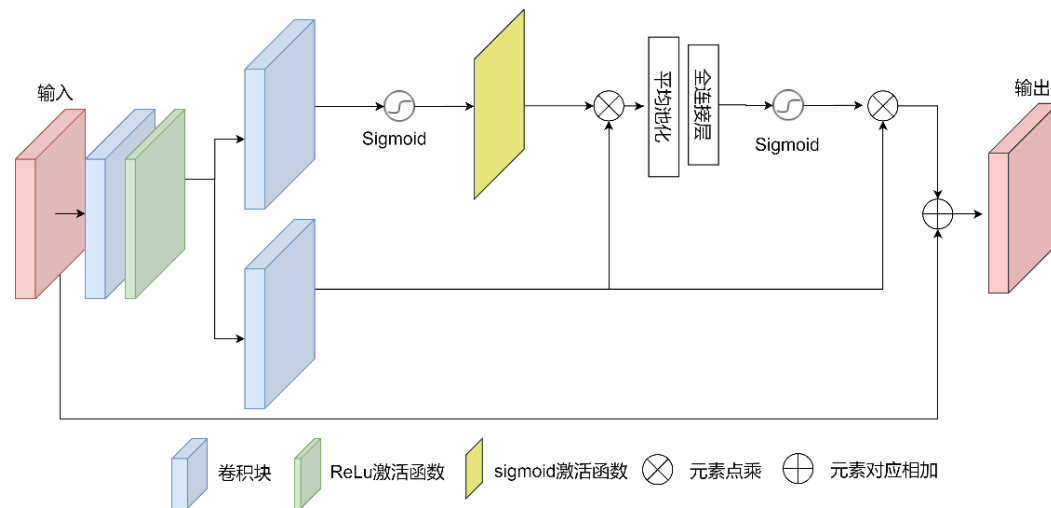 输入
Sigmoid
平均池化
全连接层
Sigmoid
输出
卷积块
ReLu激活函数
sigmoid激活函数
元素点乘
元素对应相加